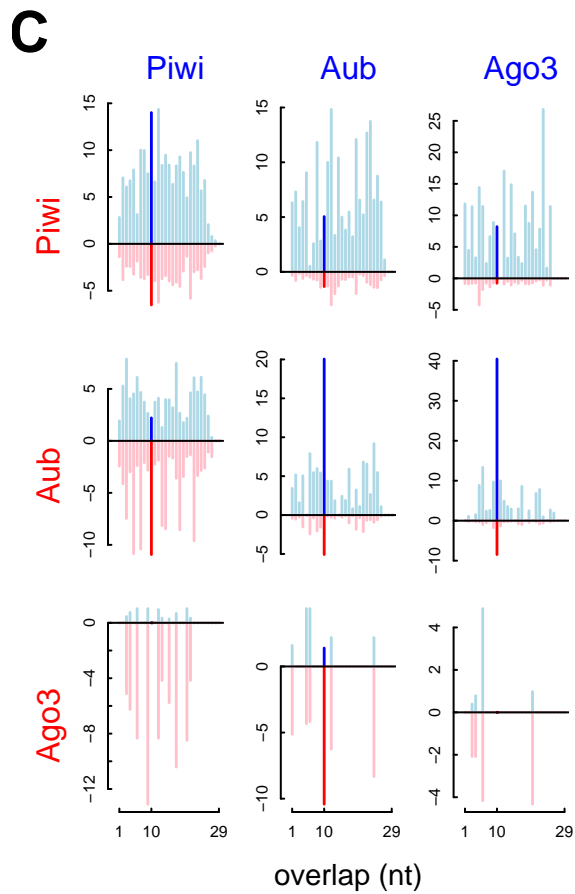 C
Piwi Aub Ago3
Piwi
−5 0 5 10 15
0 5 10 15
−5 0 5 10 15 20 25
Aub
−10 −5 0 5
−5 0 5 10 15 20
−10 0 10 20 30 40
Ago3
−12 −8 −4 0
−10 −5 0
−4 −2 0 2 4
1 10 29 1 10 29 1 10 29
overlap (nt)